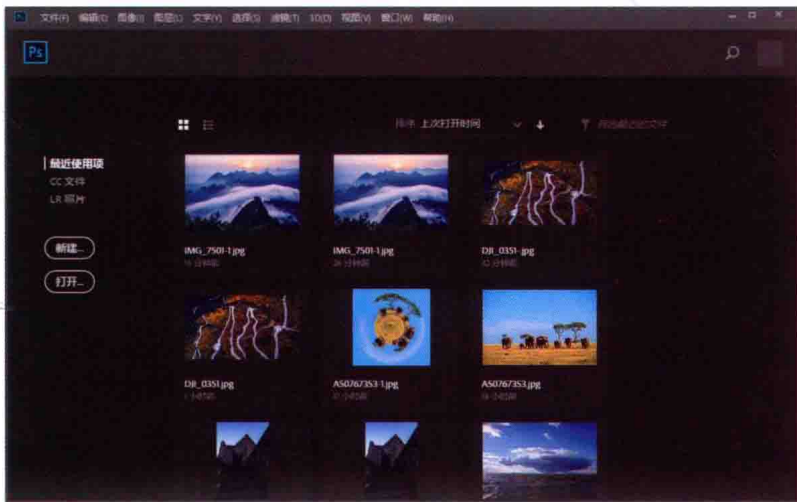 文件(F) 编辑(E) 图像(I) 图层(L) 文字(Y) 选择(S) 滤镜(T) 3D(D) 视图(V) 窗口(W) 帮助(H)
Ps
排序 上次打开时间
最近使用项
CC 文件
LR 照片
新建...
打开...
IMG_7501-1.jpg IMG_7501-1.jpg DJI_0351-.jpg
DJI_0351.jpg AS0767353-1.jpg AS0767353.jpg